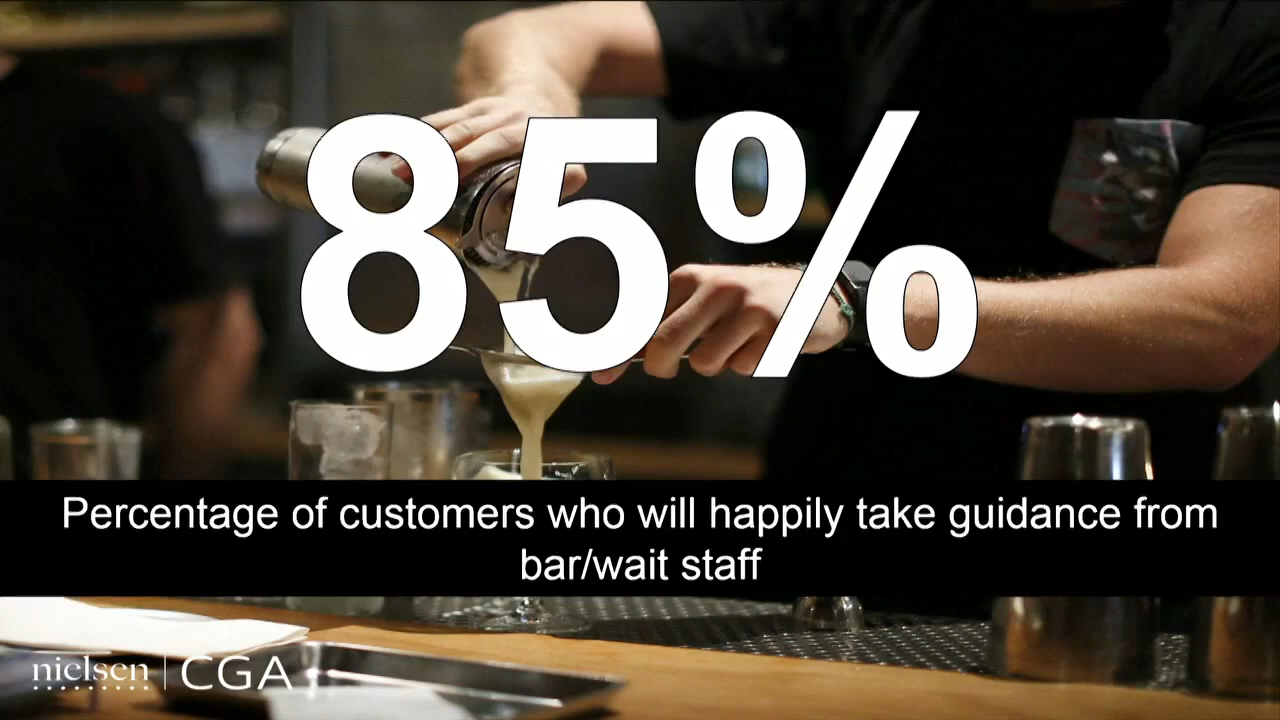 85%
Percentage of customers who will happily take guidance from
bar/wait staff
nielsen | CGA